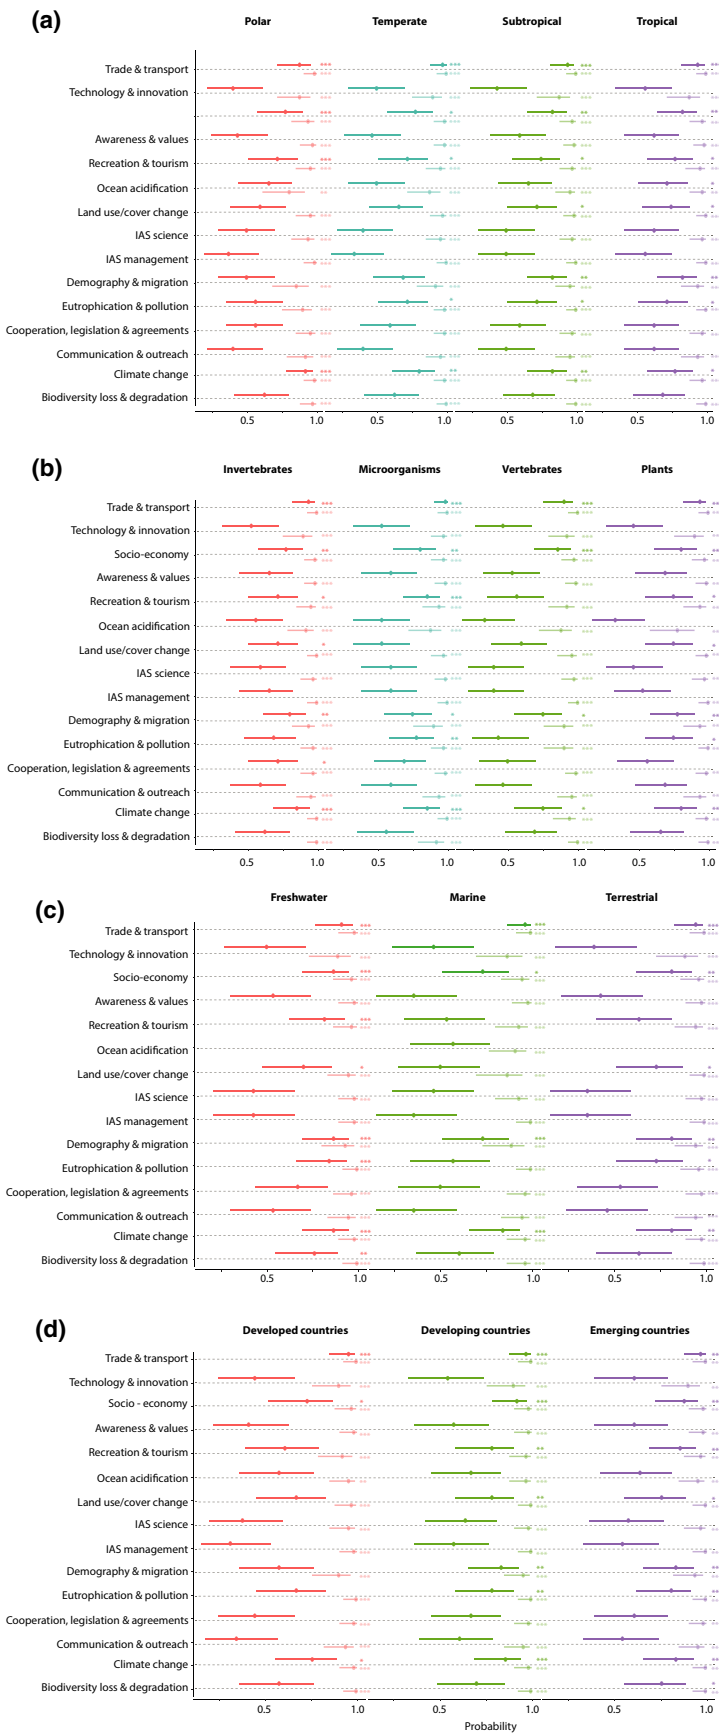 (a)
Polar Temperate Subtropical Tropical
Trade & transport
Technology & innovation
Awareness & values
Recreation & tourism
Ocean acidification
Land use/cover change
IAS science
IAS management
Demography & migration
Eutrophication & pollution
Cooperation, legislation & agreements
Communication & outreach
Climate change
Biodiversity loss & degradation
0.5 1.0 0.5 1.0 0.5 1.0 0.5 1.0
(b)
Invertebrates Microorganisms Vertebrates Plants
Trade & transport
Technology & innovation
Socio-economy
Awareness & values
Recreation & tourism
Ocean acidification
Land use/cover change
IAS science
IAS management
Demography & migration
Eutrophication & pollution
Cooperation, legislation & agreements
Communication & outreach
Climate change
Biodiversity loss & degradation
0.5 1.0 0.5 1.0 0.5 1.0 0.5 1.0
(c)
Freshwater Marine Terrestrial
Trade & transport
Technology & innovation
Socio-economy
Awareness & values
Recreation & tourism
Ocean acidification
Land use/cover change
IAS science
IAS management
Demography & migration
Eutrophication & pollution
Cooperation, legislation & agreements
Communication & outreach
Climate change
Biodiversity loss & degradation
0.5 1.0 0.5 1.0 0.5 1.0
(d)
Developed countries Developing countries Emerging countries
Trade & transport
Technology & innovation
Socio - economy
Awareness & values
Recreation & tourism
Ocean acidification
Land use/cover change
IAS science
IAS management
Demography & migration
Eutrophication & pollution
Cooperation, legislation & agreements
Communication & outreach
Climate change
Biodiversity loss & degradation
0.5 1.0 0.5 1.0 0.5 1.0
Probability